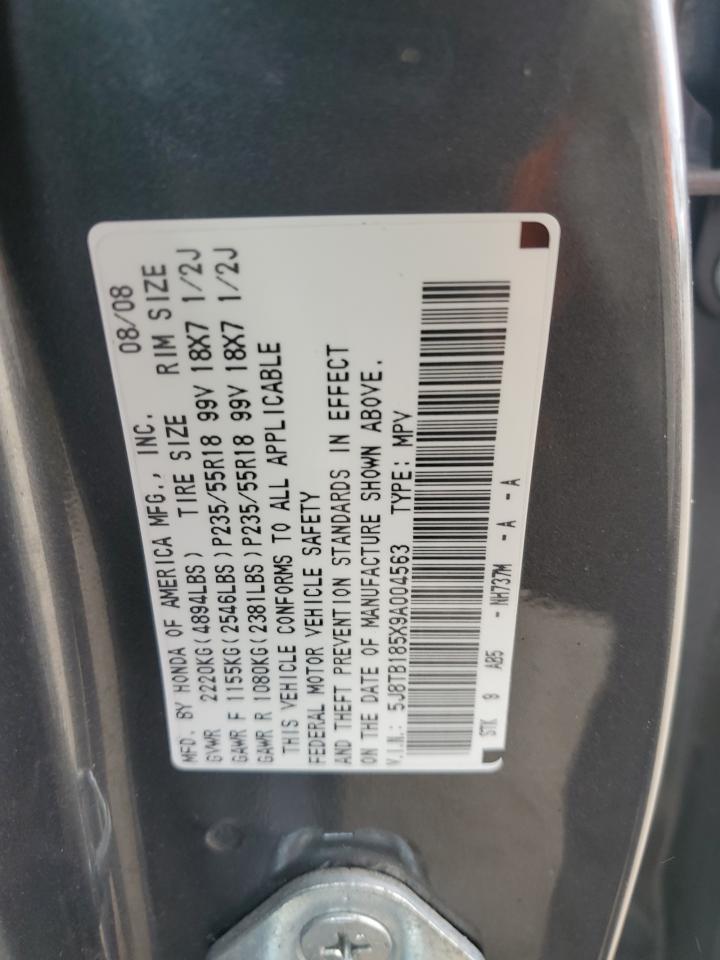 MFD. BY HONDA OF AMERICA MFG., INC. 08/08
GVWR 2220KG(4894LBS) TIRE SIZE RIM SIZE
GAWR F 1155KG(2546LBS)P235/55R18 99V 18X7 1/2J
GAWR R 1080KG(2381LBS)P235/55R18 99V 18X7 1/2J
THIS VEHICLE CONFORMS TO ALL APPLICABLE
FEDERAL MOTOR VEHICLE SAFETY
AND THEFT PREVENTION STANDARDS IN EFFECT
ON THE DATE OF MANUFACTURE SHOWN ABOVE.
V.I.N.: 5J8TB185X9A004563 TYPE: MPV
STK 9 AB5 - NH737M - A - A